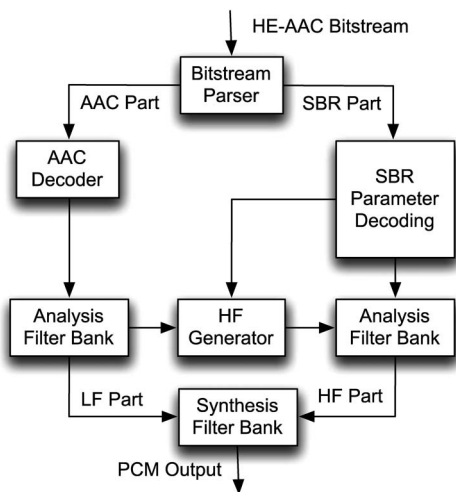 HE-AAC Bitstream
Bitstream
Parser
AAC Part
SBR Part
AAC
Decoder
SBR
Parameter
Decoding
Analysis
Filter Bank
HF
Generator
Analysis
Filter Bank
LF Part
HF Part
Synthesis
Filter Bank
PCM Output